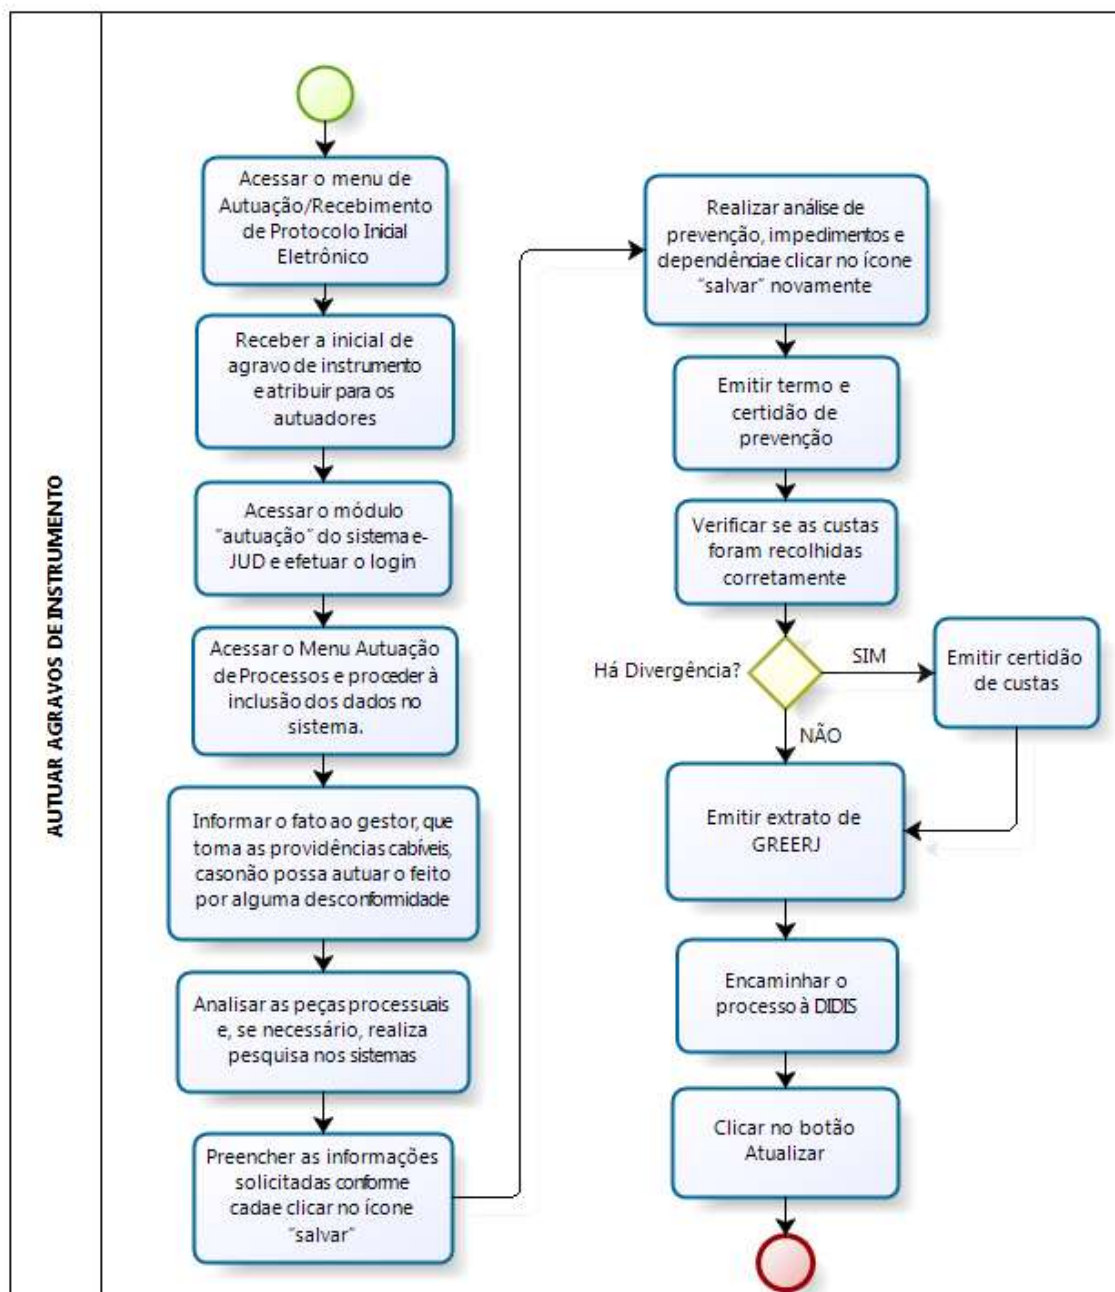 AUTUAR AGRAVOS DE INSTRUMENTO
Acessar o menu de
Autuação/Recebimento
de Protocolo Inicial
Eletrônico
Receber a inicial de
agravo de instrumento
e atribuir para os
autuadores
Acessar o módulo
"autuação" do sistema e-
JUD e efetuar o login
Acessar o Menu Autuação
de Processos e proceder à
inclusão dos dados no
sistema.
Informar o fato ao gestor, que
toma as providências cabíveis,
casonão possa autuar o feito
por alguma desconformidade
Analisar as peças processuais
e, se necessário, realiza
pesquisa nos sistemas
Preencher as informações
solicitadas conforme
cadae clicar no ícone
"salvar"
Realizar análise de
prevenção, impedimentos e
dependênciae clicar no ícone
"salvar" novamente
Emitir termo e
certidão de
prevenção
Verificar se as custas
foram recolhidas
corretamente
Há Divergência?
SIM
Emitir certidão
de custas
NÃO
Emitir extrato de
GREERJ
Encaminhar o
processo à DIDIS
Clicar no botão
Atualizar